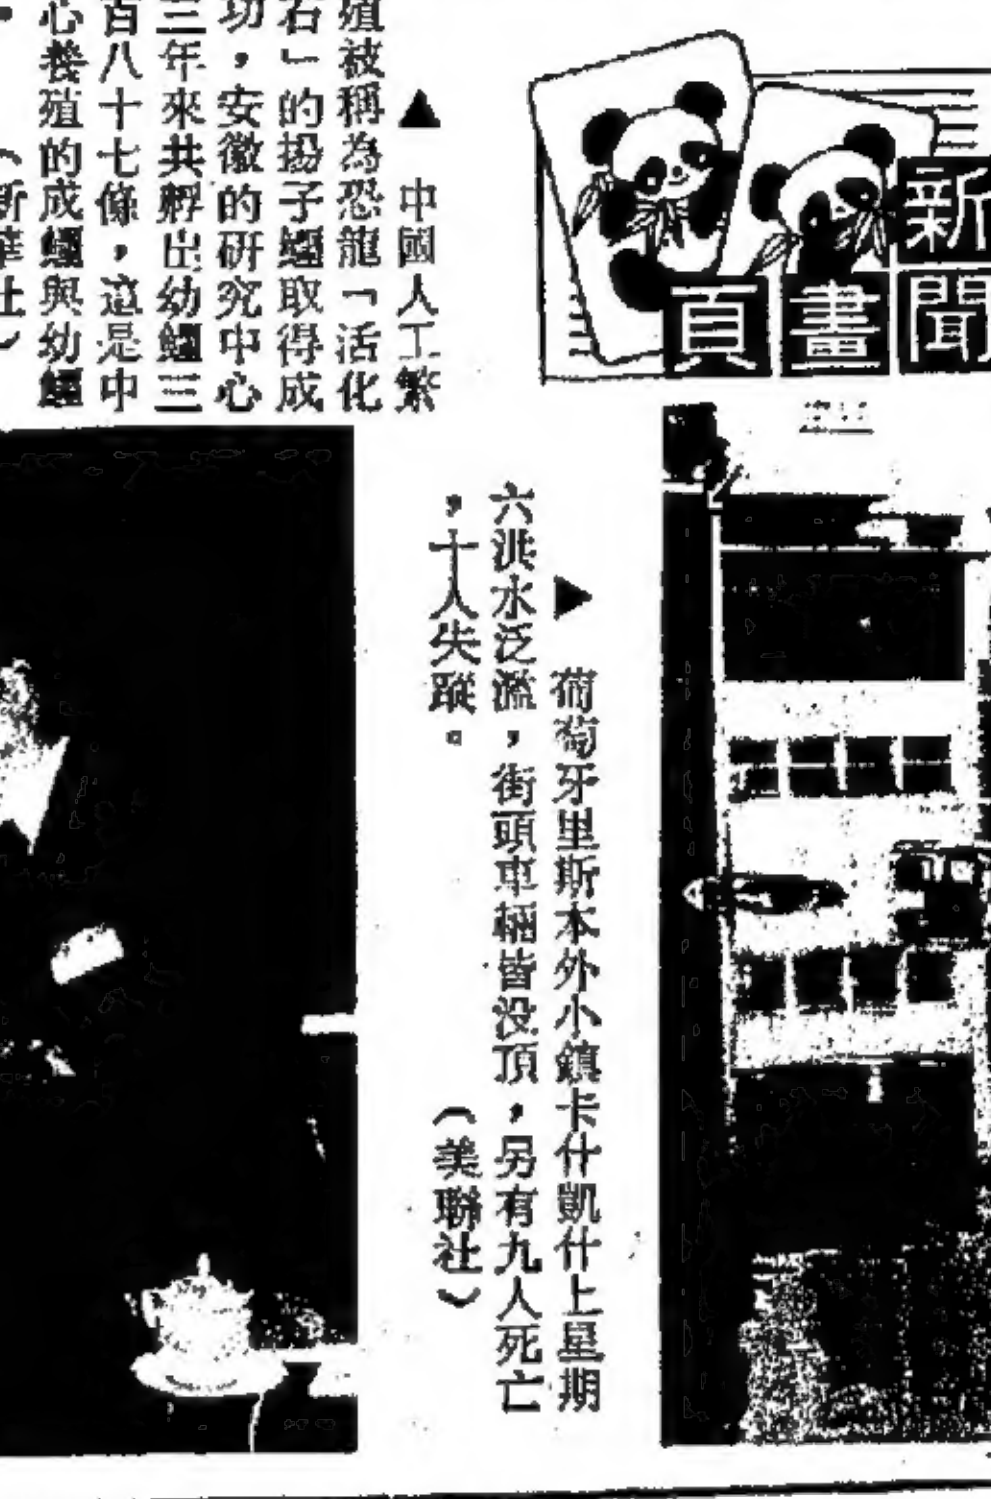 新聞
畫頁
▲ 中國人工繁
殖被稱為恐龍「活化
石」的揚子鱷取得成
功，安徽的研究中心
三年來共孵出幼鱷三
百八十七條，這是中
心養殖的成鱷與幼鱷
。（新華社）
▶ 葡萄牙里斯本外小鎮卡什凱什上星期
六洪水泛濫，街頭車輛皆没頂，另有九人死亡
，十人失蹤。（美聯社）